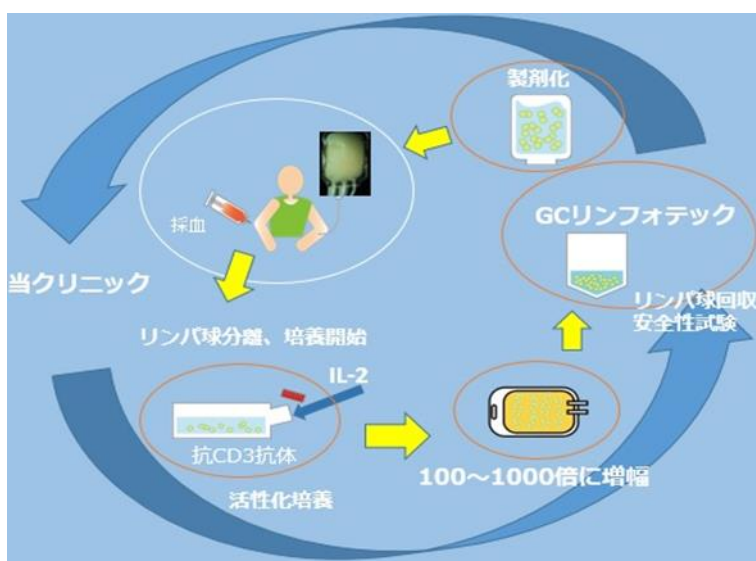 製剤化
GCリンフォテック
採血
当クリニック
リンパ球回収
安全性試験
リンパ球分離、培養開始
IL-2
抗CD3抗体
100～1000倍に増幅
活性化培養